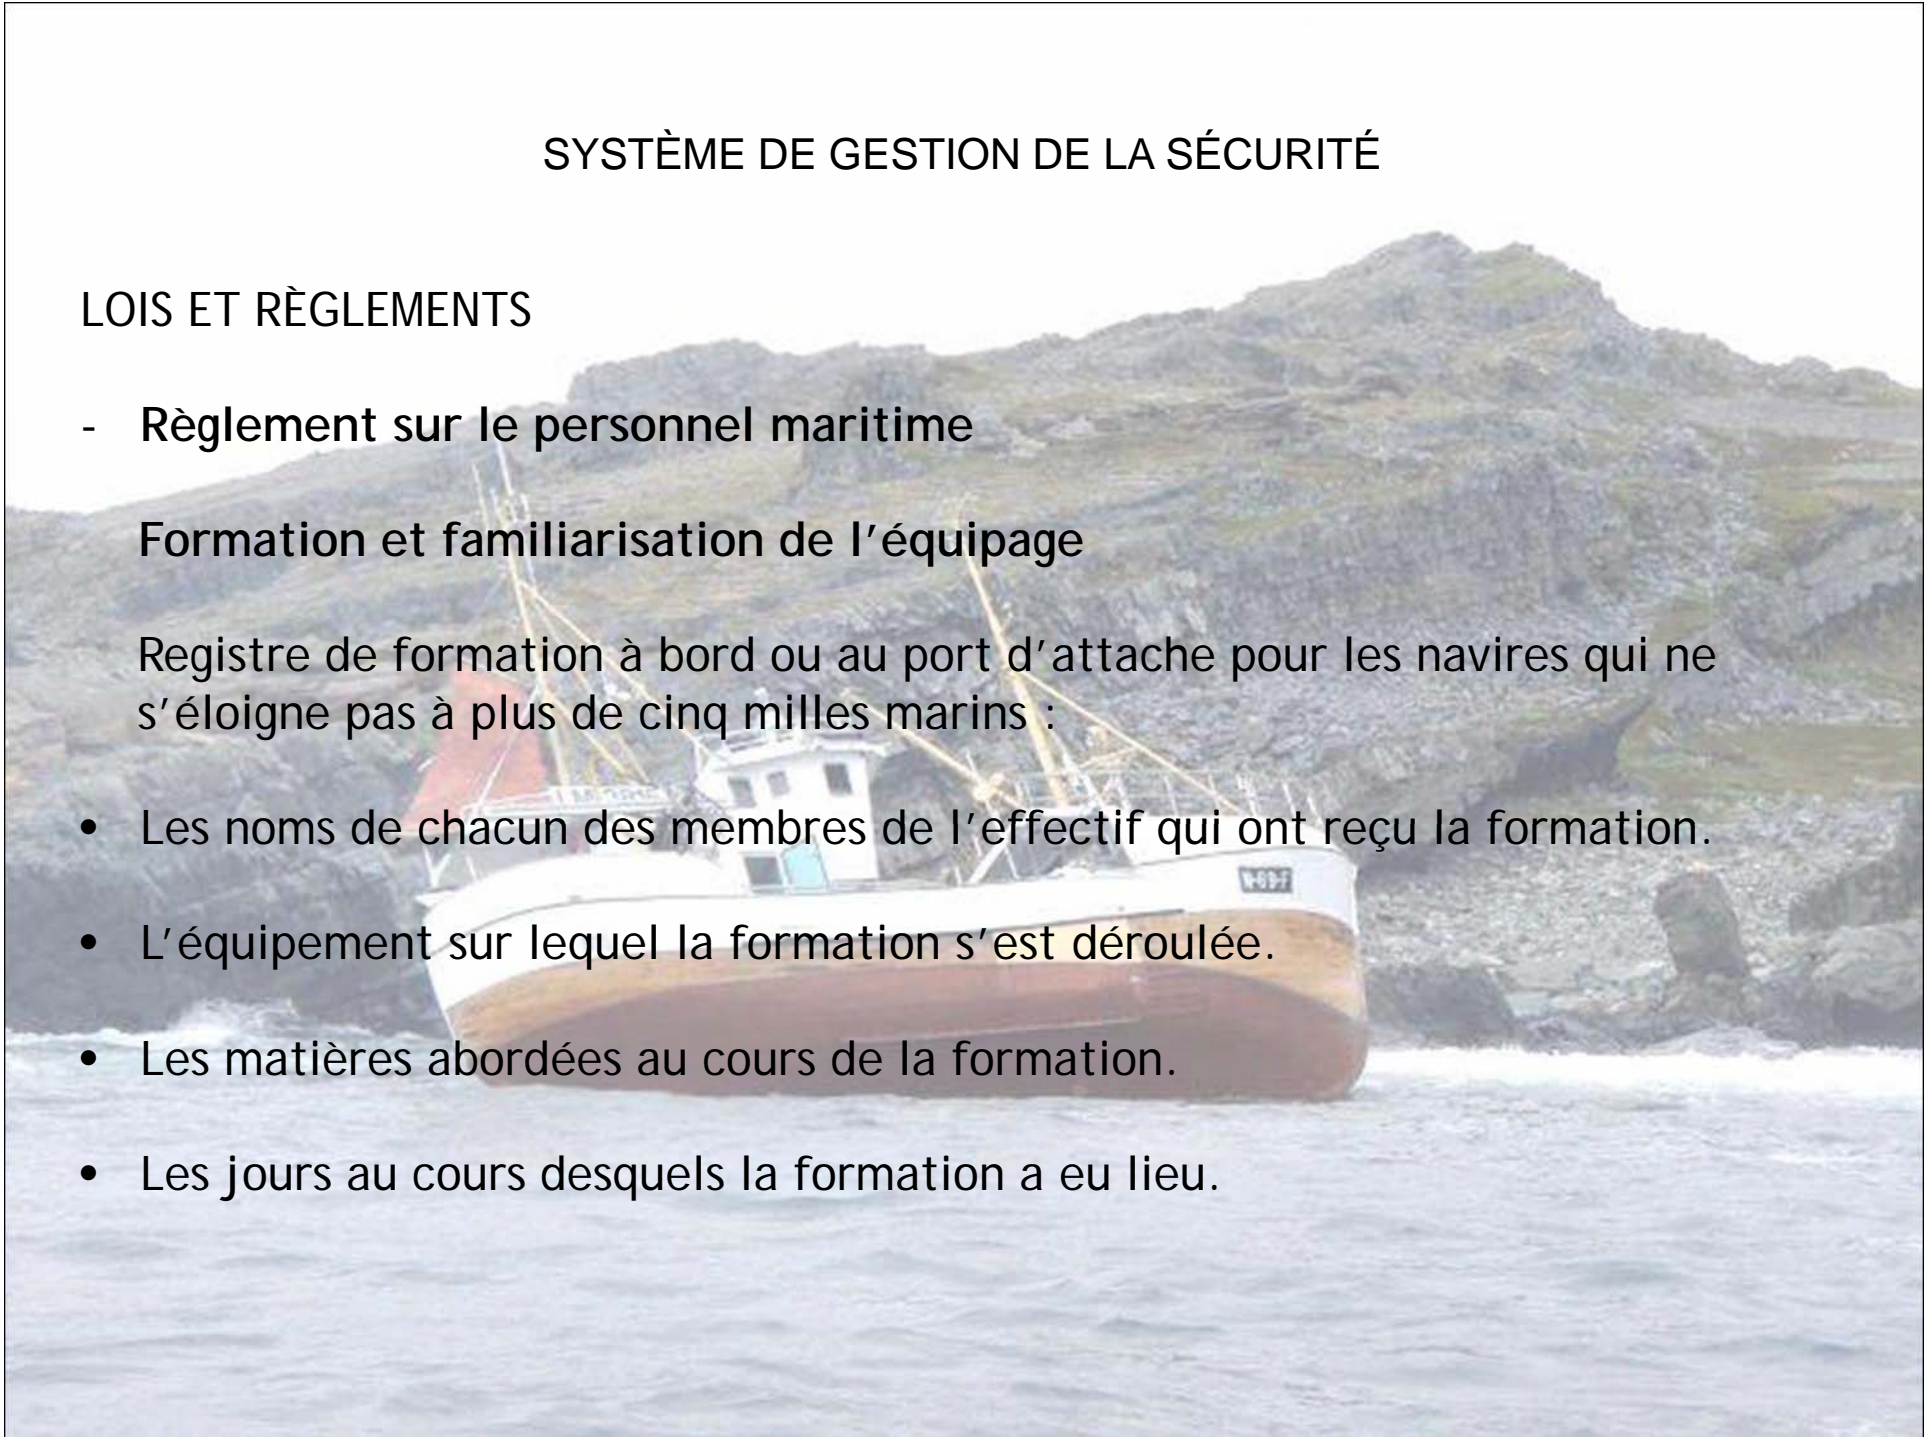 SYSTÈME DE GESTION DE LA SÉCURITÉ
LOIS ET RÈGLEMENTS
- Règlement sur le personnel maritime
Formation et familiarisation de l’équipage
Registre de formation à bord ou au port d’attache pour les navires qui ne
s’éloigne pas à plus de cinq milles marins :
• Les noms de chacun des membres de l’effectif qui ont reçu la formation.
• L’équipement sur lequel la formation s’est déroulée.
• Les matières abordées au cours de la formation.
• Les jours au cours desquels la formation a eu lieu.